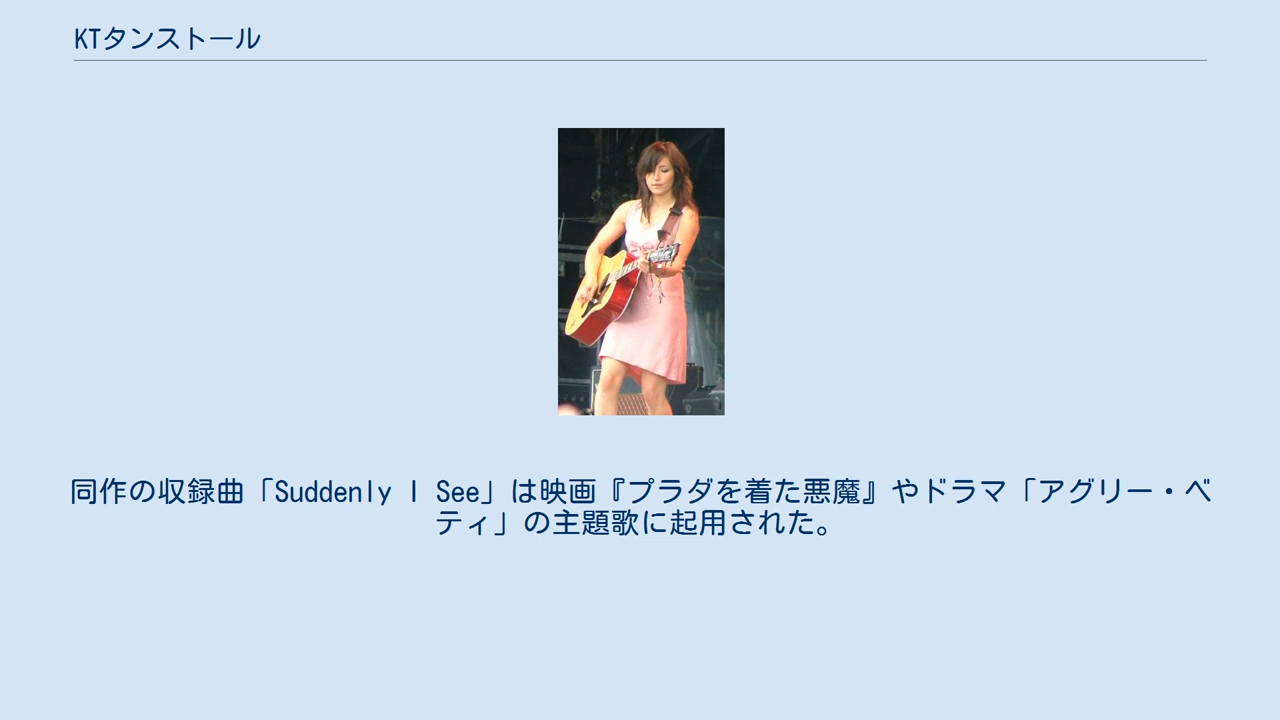 KTタンストール
同作の収録曲「Suddenly I See」は映画『プラダを着た悪魔』やドラマ「アグリー・ベ
ティ」の主題歌に起用された。